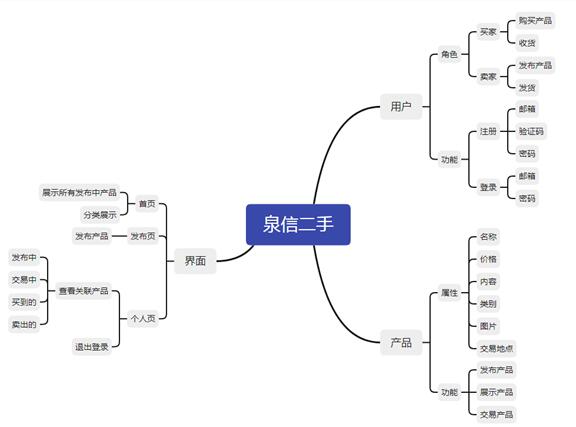 泉信二手
用户
角色
买家
购买产品
收货
卖家
发布产品
发货
功能
注册
邮箱
验证码
密码
登录
邮箱
密码
产品
属性
名称
价格
内容
类别
图片
交易地点
功能
发布产品
展示产品
交易产品
界面
首页
展示所有发布中产品
分类展示
发布页
发布产品
个人页
查看关联产品
发布中
交易中
买到的
卖出的
退出登录